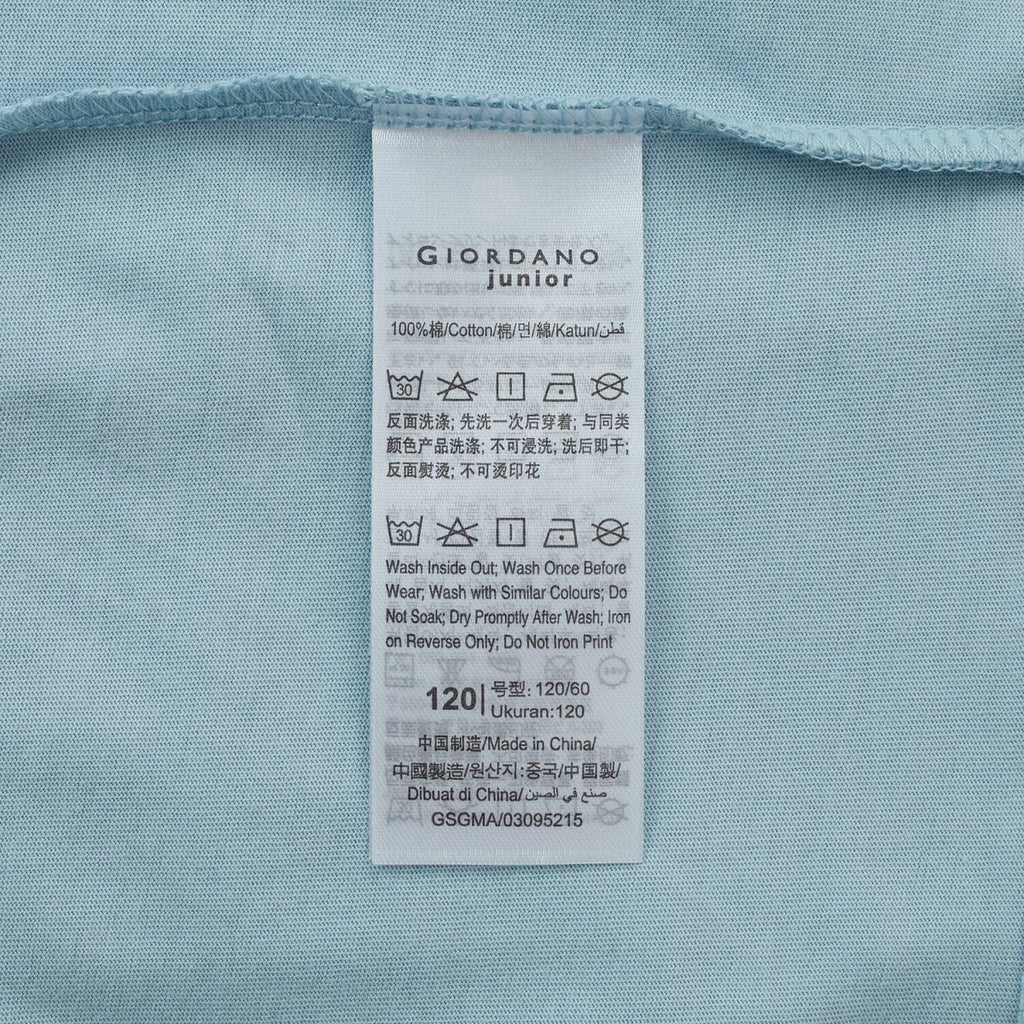 GIORDANO
junior
100%棉/Cotton/棉/면/綿/Katun/قطن
30
反面洗涤; 先洗一次后穿着; 与同类
颜色产品洗涤; 不可浸洗; 洗后即干;
反面熨烫; 不可烫印花
30
Wash Inside Out; Wash Once Before
Wear; Wash with Similar Colours; Do
Not Soak; Dry Promptly After Wash; Iron
on Reverse Only; Do Not Iron Print
120| 号型: 120/60
Ukuran:120
中国制造/Made in China/
中國製造/원산지:중국/中国製/
Dibuat di China/صنع في الصين
GSGMA/03095215